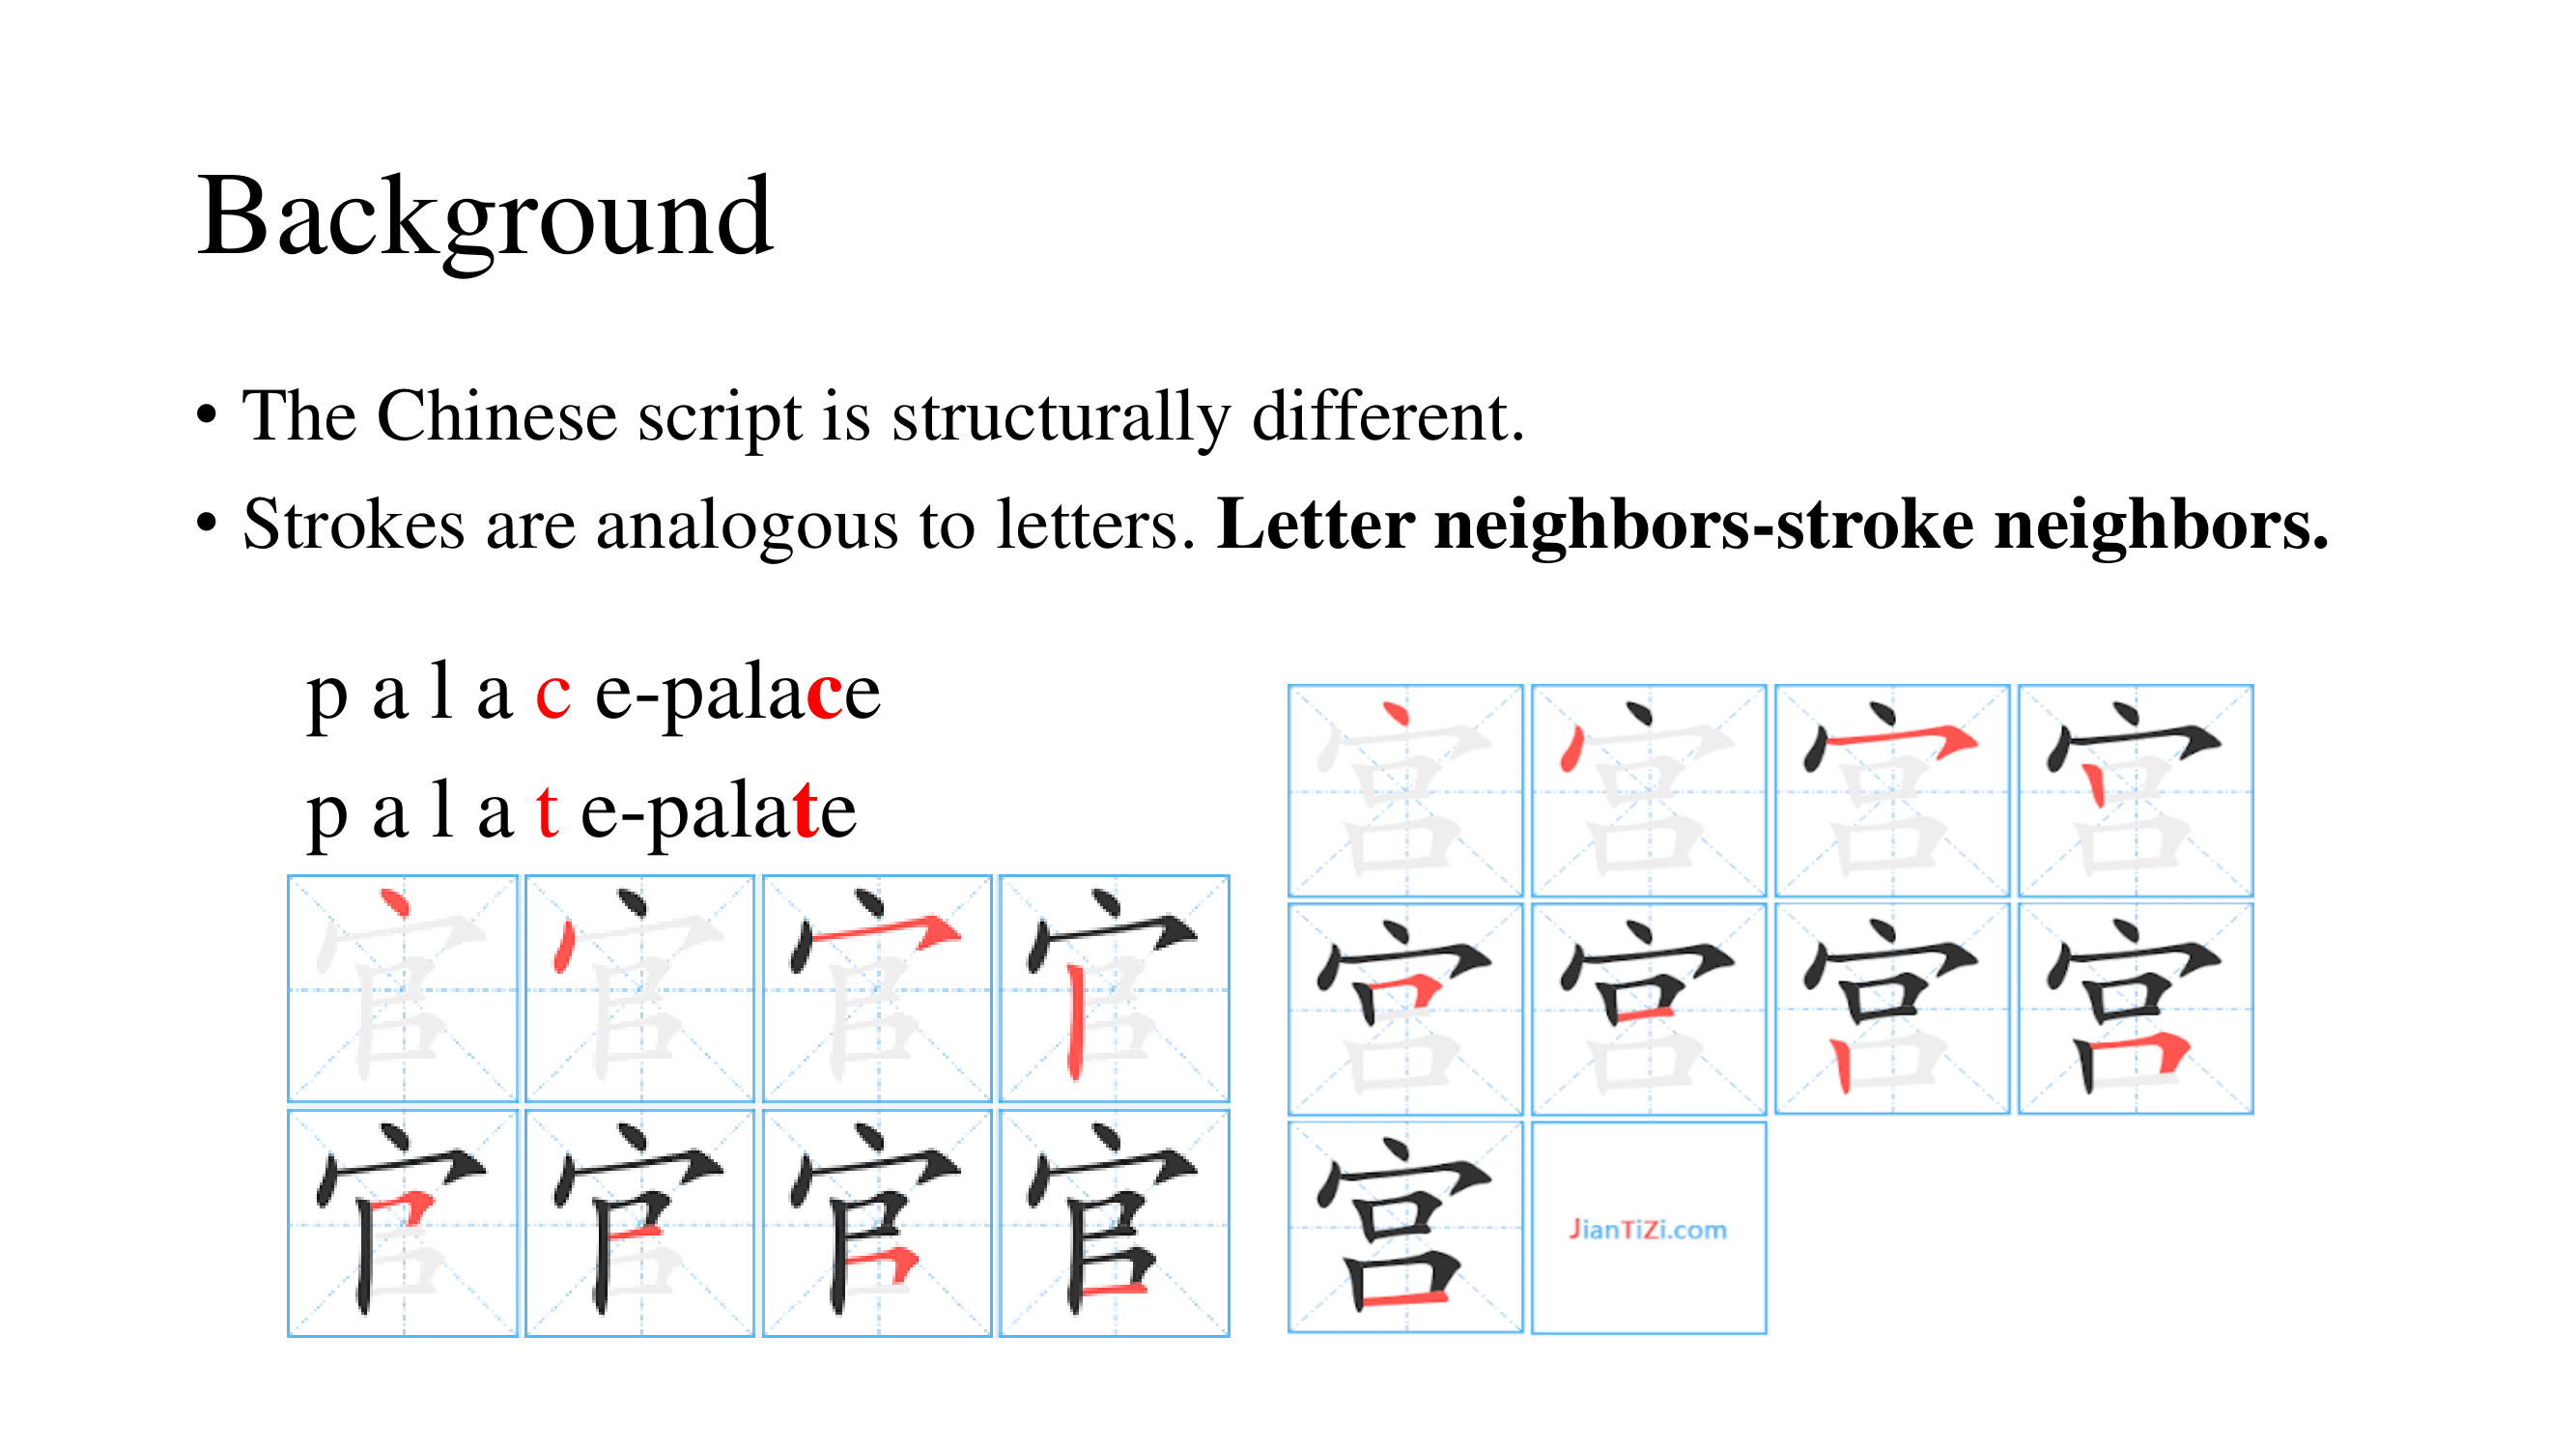 Background
• The Chinese script is structurally different.
• Strokes are analogous to letters. Letter neighbors-stroke neighbors.
p a l a c e-palace
p a l a t e-palate
官 官 官 官
官 官 官 官
宫 宫 宫 宫
宫 宫 宫 宫
宫 JianTiZi.com